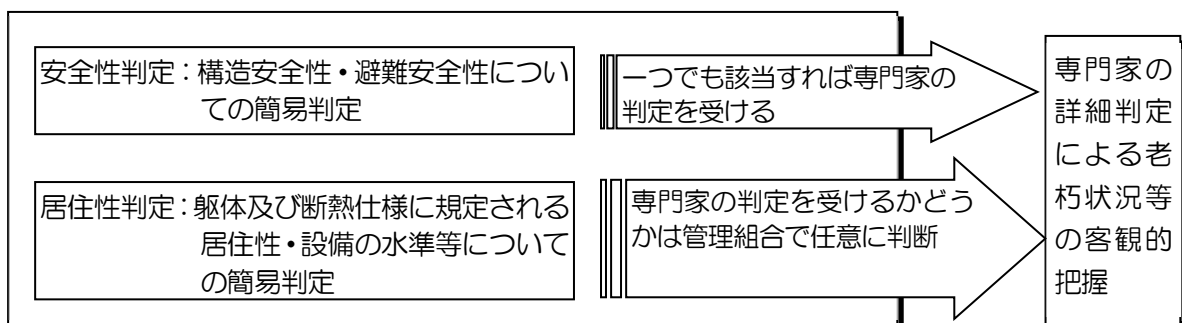 安全性判定：構造安全性・避難安全性につい
ての簡易判定
一つでも該当すれば専門家の
判定を受ける
居住性判定：躯体及び断熱仕様に規定される
居住性・設備の水準等について
の簡易判定
専門家の判定を受けるかどう
かは管理組合で任意に判断
専門家の
詳細判定
による老
朽状況等
の客観的
把握